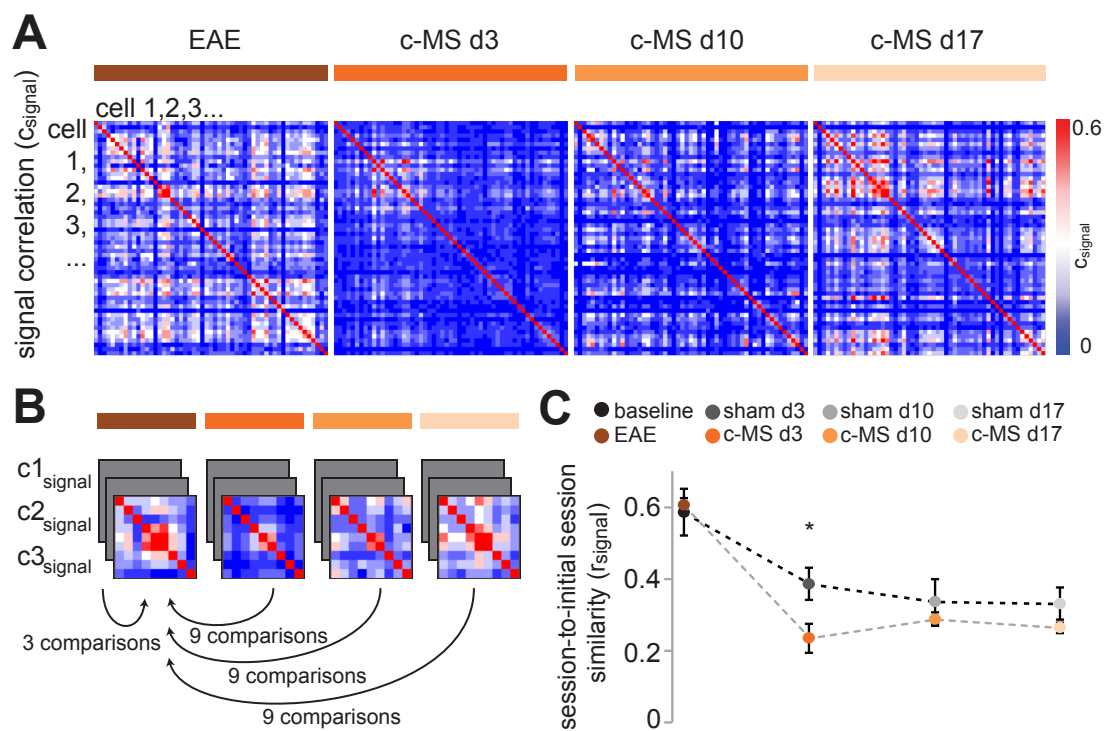 A
EAE
c-MS d3
c-MS d10
c-MS d17
signal correlation (Csignal)
cell 1,2,3...
cell
1,
2,
3,
...
0.6
csignal
0
B
c1signal
c2signal
c3signal
3 comparisons
9 comparisons
9 comparisons
9 comparisons
C
baseline
sham d3
sham d10
sham d17
EAE
c-MS d3
c-MS d10
c-MS d17
session-to-initial session
similarity (rsignal)
0.6
0.4
0.2
0
*